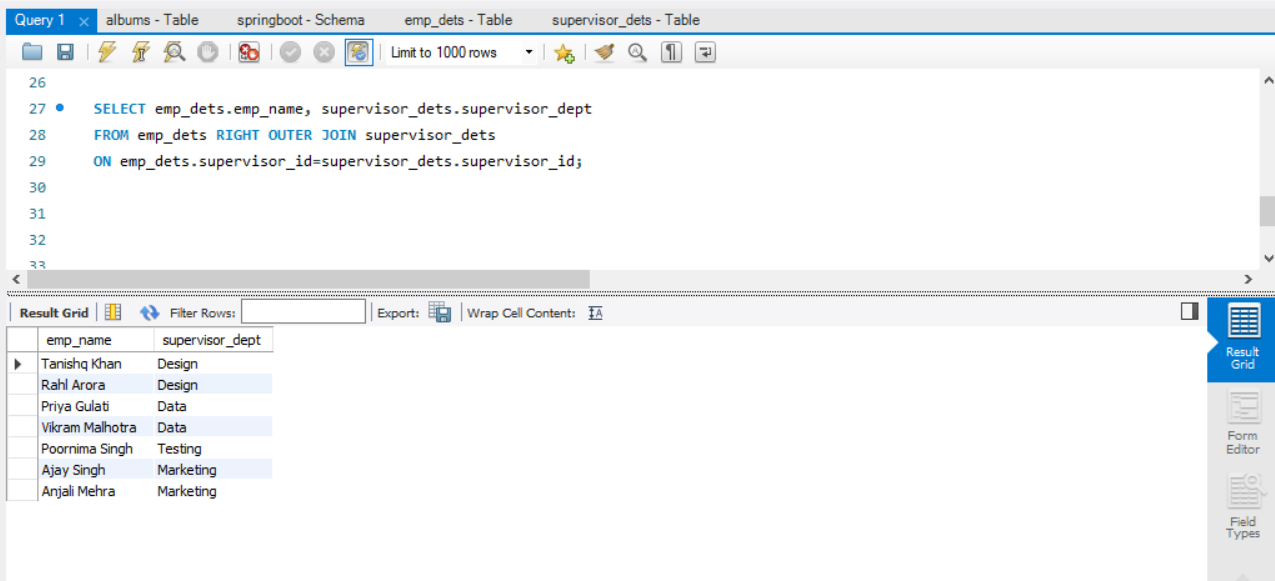 Query 1 albums - Table springboot - Schema emp_dets - Table supervisor_dets - Table
Limit to 1000 rows
26
27 SELECT emp_dets.emp_name, supervisor_dets.supervisor_dept
28 FROM emp_dets RIGHT OUTER JOIN supervisor_dets
29 ON emp_dets.supervisor_id=supervisor_dets.supervisor_id;
30
31
32
33
Result Grid Filter Rows: Export: Wrap Cell Content:
emp_name supervisor_dept
Tanishq Khan Design
Rahl Arora Design
Priya Gulati Data
Vikram Malhotra Data
Poornima Singh Testing
Ajay Singh Marketing
Anjali Mehra Marketing
Result
Grid
Form
Editor
Field
Types